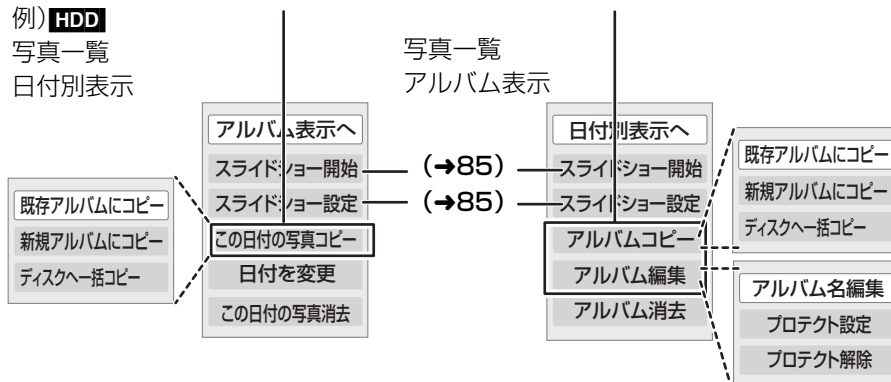 例）HDD
写真一覧
日付別表示
アルバム表示へ
スライドショー開始
スライドショー設定
この日付の写真コピー
日付を変更
この日付の写真消去
既存アルバムにコピー
新規アルバムにコピー
ディスクへ一括コピー
（➜85）
（➜85）
写真一覧
アルバム表示
日付別表示へ
スライドショー開始
スライドショー設定
アルバムコピー
アルバム編集
アルバム消去
既存アルバムにコピー
新規アルバムにコピー
ディスクへ一括コピー
アルバム名編集
プロテクト設定
プロテクト解除